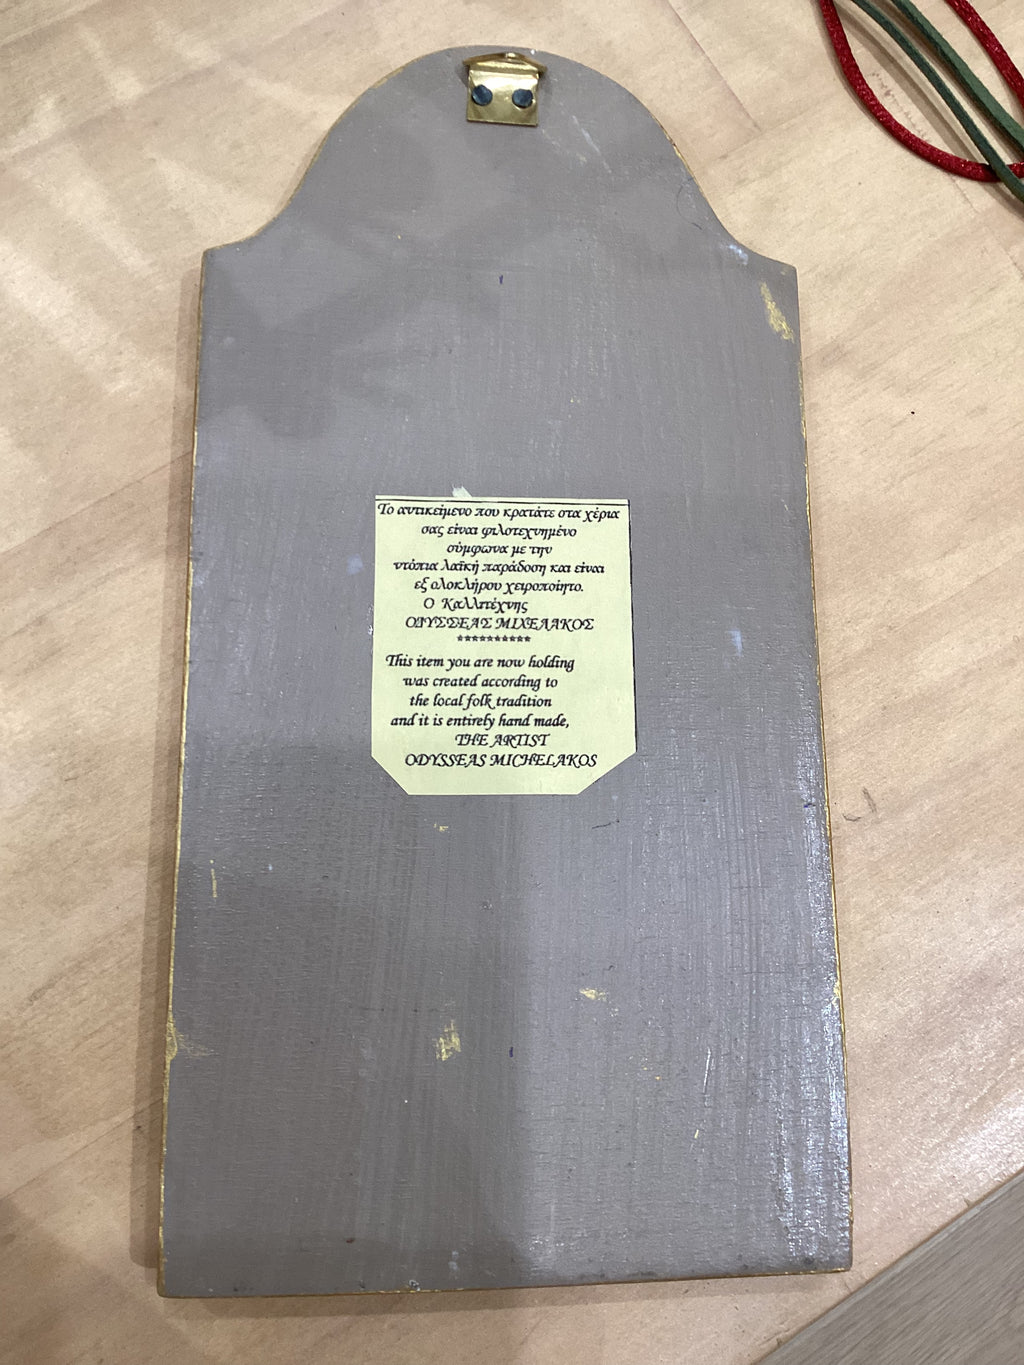 Το αντικείμενο που κρατάτε στα χέρια
σας είναι φιλοτεχνημένο
σύμφωνα με την
ντόπια λαϊκή παράδοση και είναι
εξ ολοκλήρου χειροποίητο.
Ο Καλλιτέχνης
ΟΔΥΣΣΕΑΣ ΜΙΧΕΛΑΚΟΣ
**********
This item you are now holding
was created according to
the local folk tradition
and it is entirely hand made,
THE ARTIST
ODYSSEAS MICHELAKOS